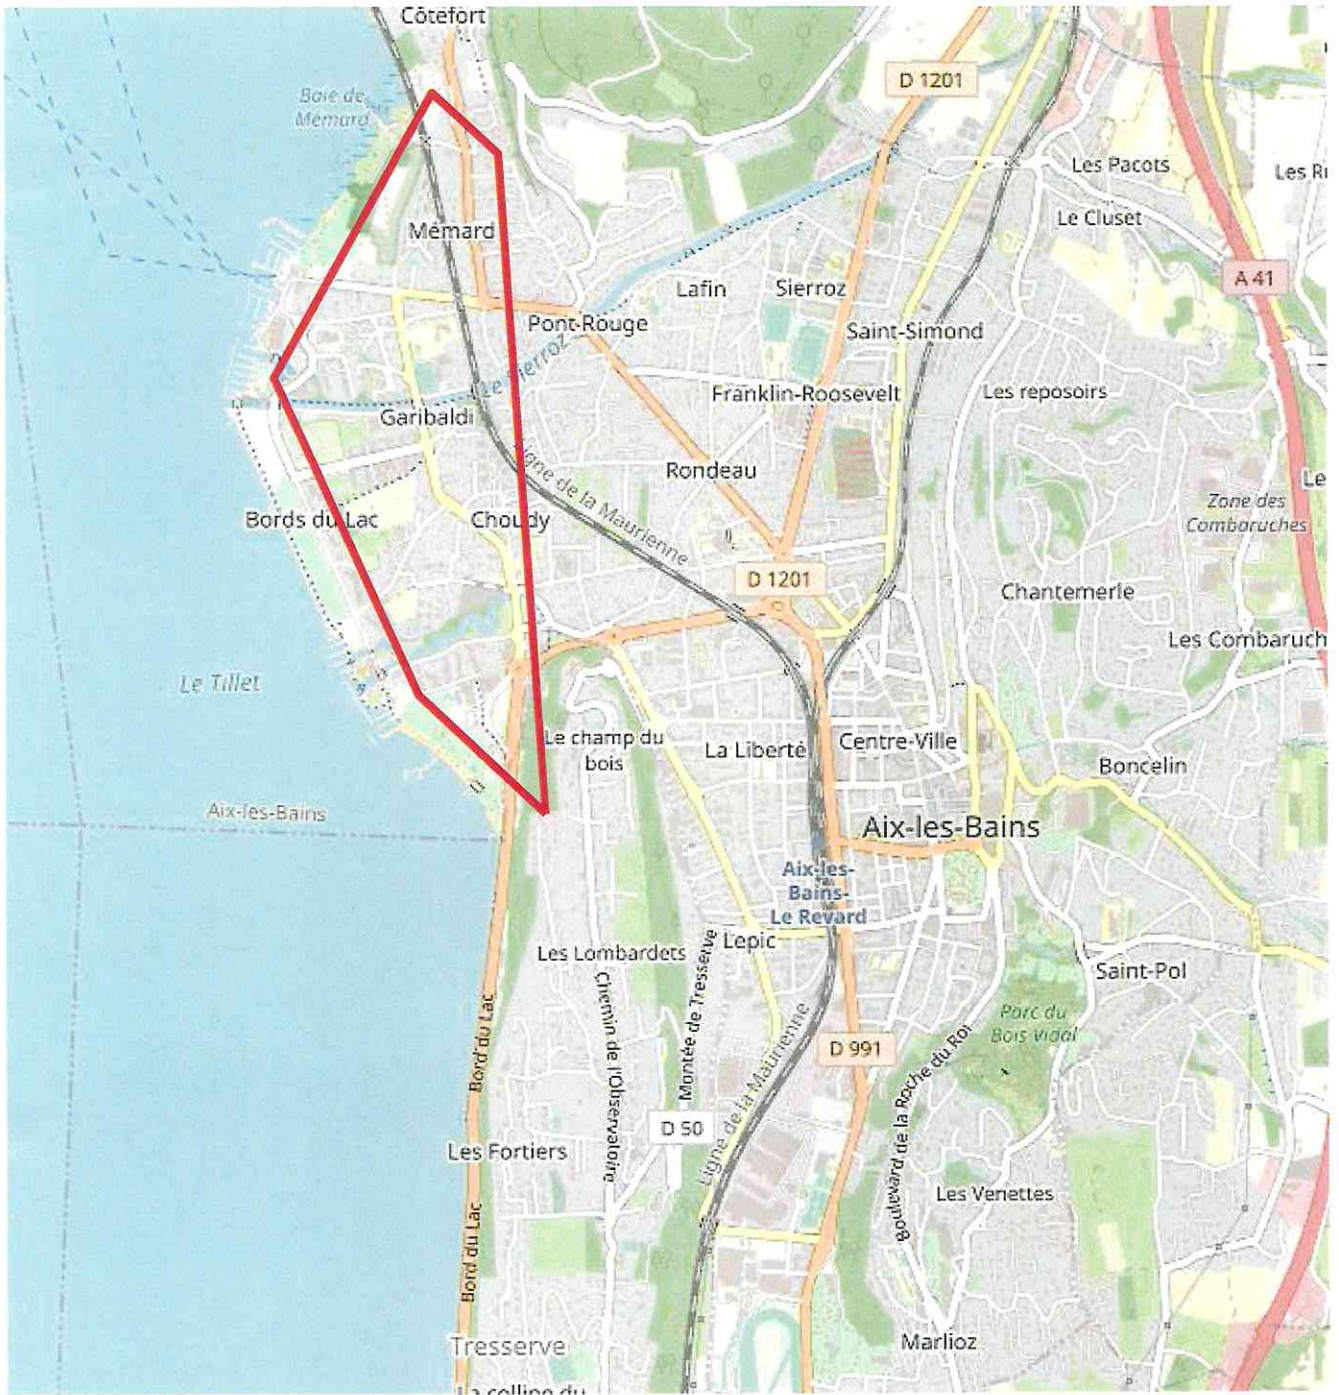 Côtefort
D 1201
Baie de
Mémard
Les Pacots
Les Ri
Le Cluset
Mémard
A 41
Lafin
Sierroz
Pont-Rouge
Saint-Simond
Le Sierroz
Franklin-Roosevelt
Les reposoirs
Garibaldi
Rondeau
Le
Ligne de la Maurienne
Zone des
Combaruches
Bords du Lac
Choudy
D 1201
Chantemerle
Les Combaruch
Le Tillet
Le champ du
bois
La Liberté
Centre-Ville
Boncelin
Aix-les-Bains
Aix-les-Bains
Aix-les-
Bains-
Le Revard
Les Lombardets
Lepic
Saint-Pol
Chemin de l'Observatoire
Montée de Tresserve
Bord du Lac
Parc du
Bois Vidal
D 991
Ligne de la Maurienne
Boulevard de la Roche du Roi
D 50
Les Fortiers
Les Venettes
Bord du Lac
Tresserve
Marlioz
a colline du